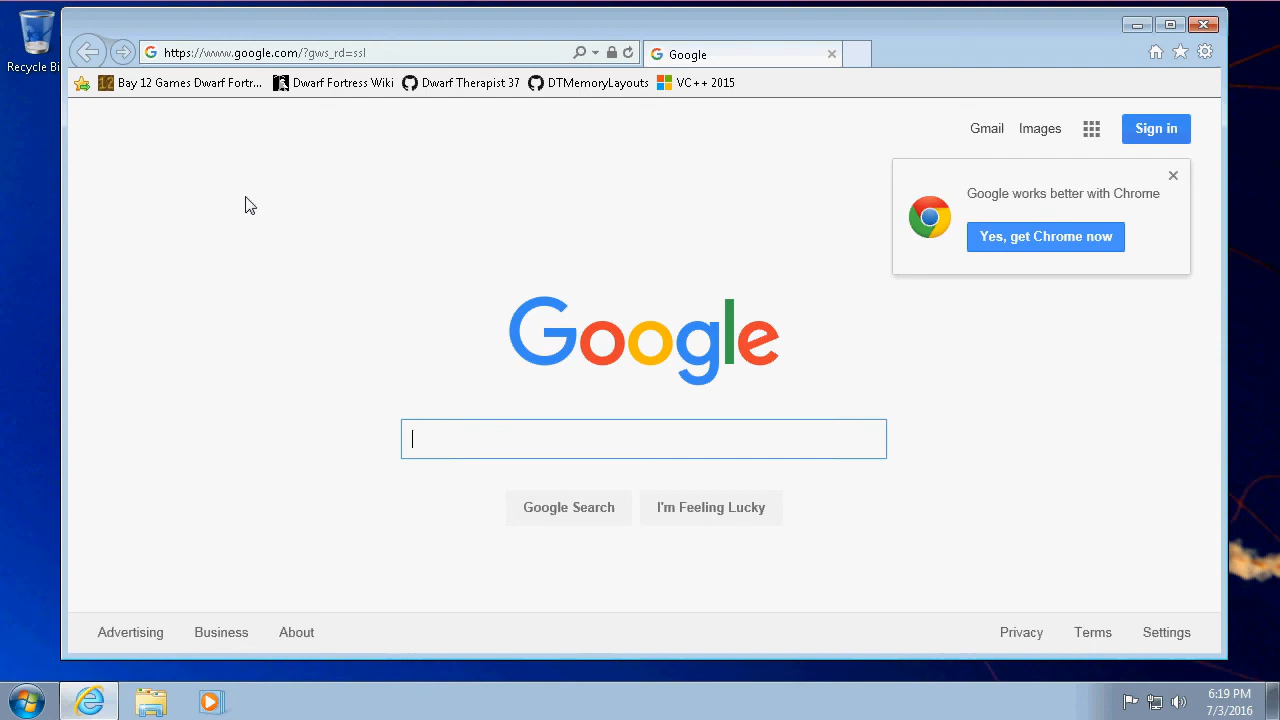 Recycle Bi
https://www.google.com/?gws_rd=ssl
Google
Bay 12 Games Dwarf Fortr... Dwarf Fortress Wiki Dwarf Therapist 37 DTMemoryLayouts VC++ 2015
Gmail Images Sign in
Google works better with Chrome
Yes, get Chrome now
Google
Google Search I'm Feeling Lucky
Advertising Business About Privacy Terms Settings
6:19 PM
7/3/2016